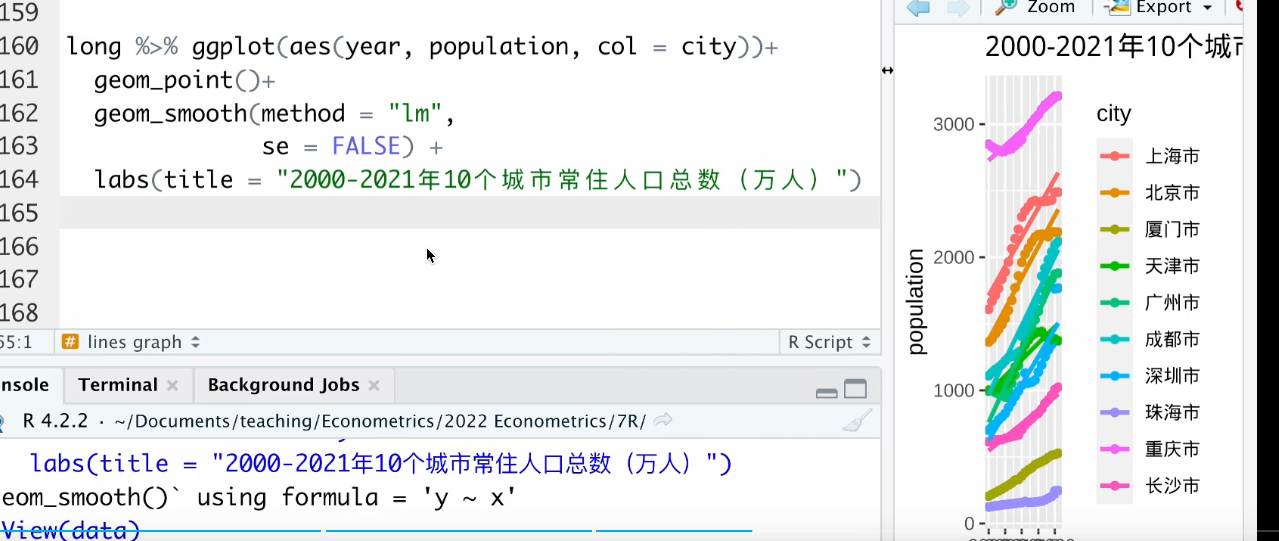 159
160 long %>% ggplot(aes(year, population, col = city))+
161 geom_point()+
162 geom_smooth(method = "lm",
163 se = FALSE) +
164 labs(title = "2000-2021年10个城市常住人口总数（万人）")
165
166
167
168
65:1 # lines graph R Script
nsole Terminal Background Jobs
R 4.2.2 · ~/Documents/teaching/Econometrics/2022 Econometrics/7R/
labs(title = "2000-2021年10个城市常住人口总数（万人）")
eom_smooth()` using formula = 'y ~ x'
View(data)
Zoom Export
2000-2021年10个城市
city
3000
2000
1000
0
population
上海市
北京市
厦门市
天津市
广州市
成都市
深圳市
珠海市
重庆市
长沙市